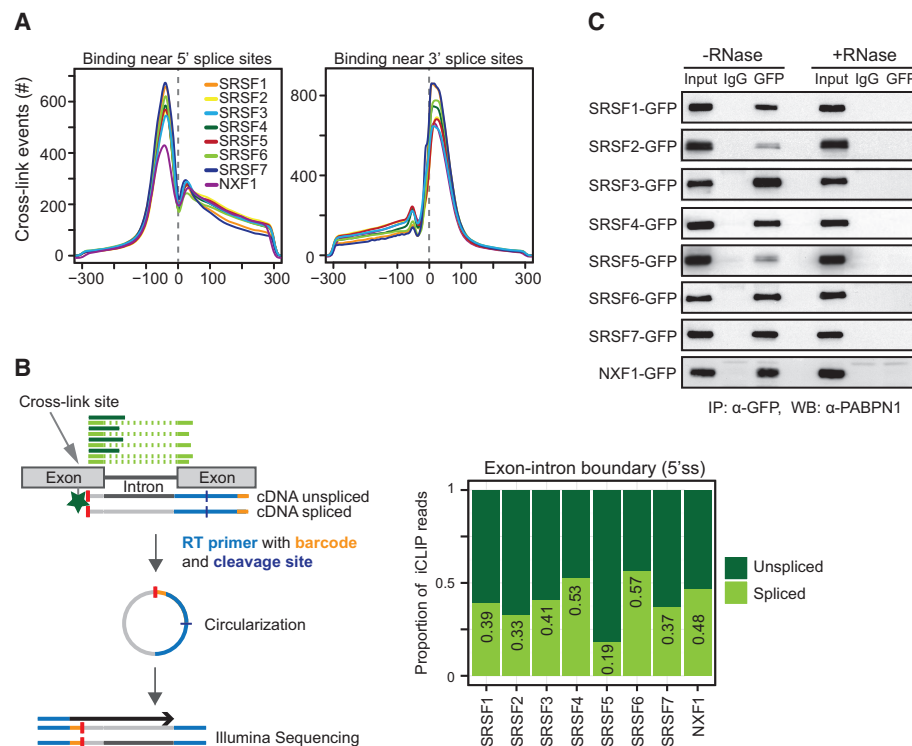 A
Binding near 5' splice sites
Binding near 3' splice sites
Cross-link events (#)
600
400
200
0
SRSF1
SRSF2
SRSF3
SRSF4
SRSF5
SRSF6
SRSF7
NXF1
−300 −100 0 100 300
800
400
0
−300 −100 0 100 300
C
-RNase +RNase
Input IgG GFP Input IgG GFP
SRSF1-GFP
SRSF2-GFP
SRSF3-GFP
SRSF4-GFP
SRSF5-GFP
SRSF6-GFP
SRSF7-GFP
NXF1-GFP
IP: α-GFP, WB: α-PABPN1
B
Cross-link site
Exon Exon
Intron
cDNA unspliced
cDNA spliced
RT primer with barcode
and cleavage site
Circularization
Illumina Sequencing
Exon-intron boundary (5'ss)
Proportion of iCLIP reads
1
0.5
0
0.39 0.33 0.41 0.53 0.19 0.57 0.37 0.48
SRSF1 SRSF2 SRSF3 SRSF4 SRSF5 SRSF6 SRSF7 NXF1
Unspliced
Spliced